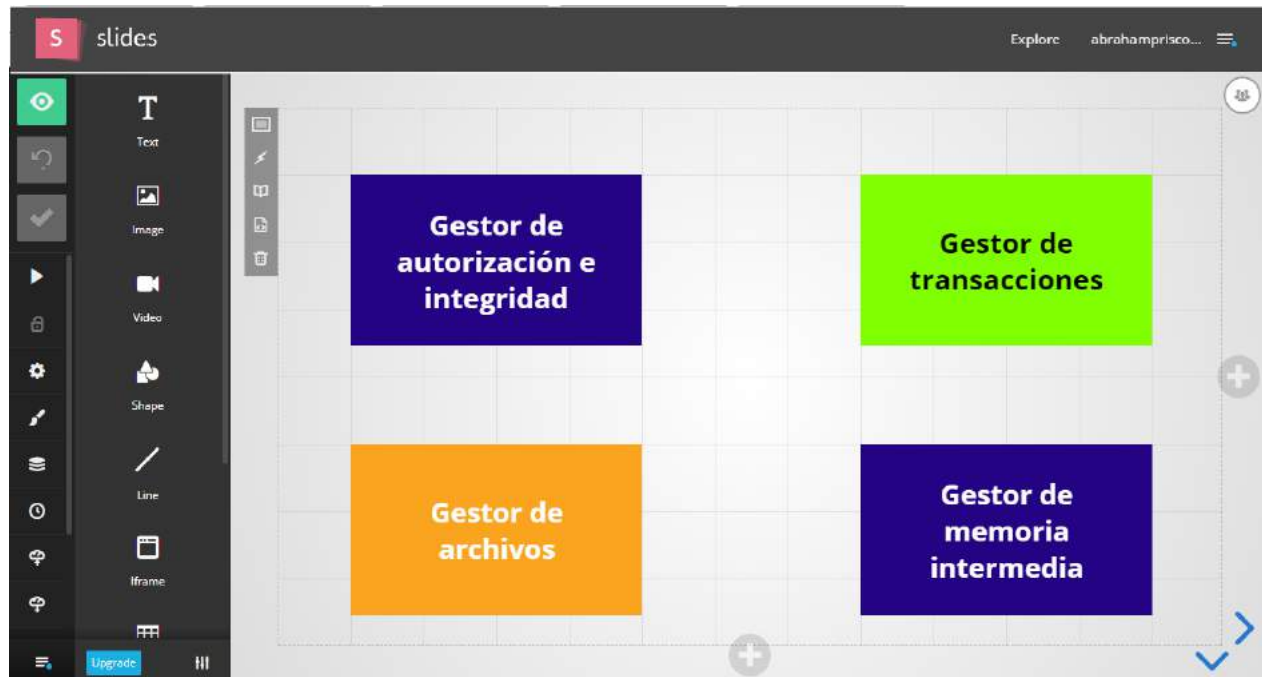 S slides
Explore
abrahamprisco...
Text
Image
Video
Shape
Line
Iframe
Upgrade
Gestor de
autorización e
integridad
Gestor de
transacciones
Gestor de
archivos
Gestor de
memoria
intermedia